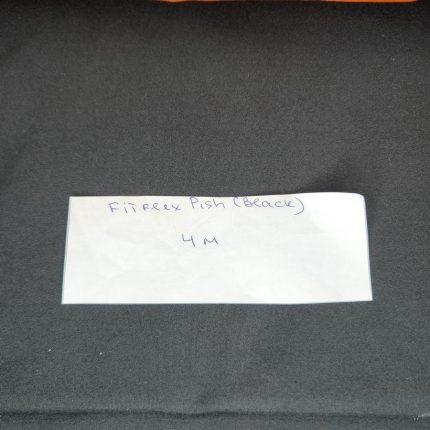 Fitflex Pish (Black)
4 м